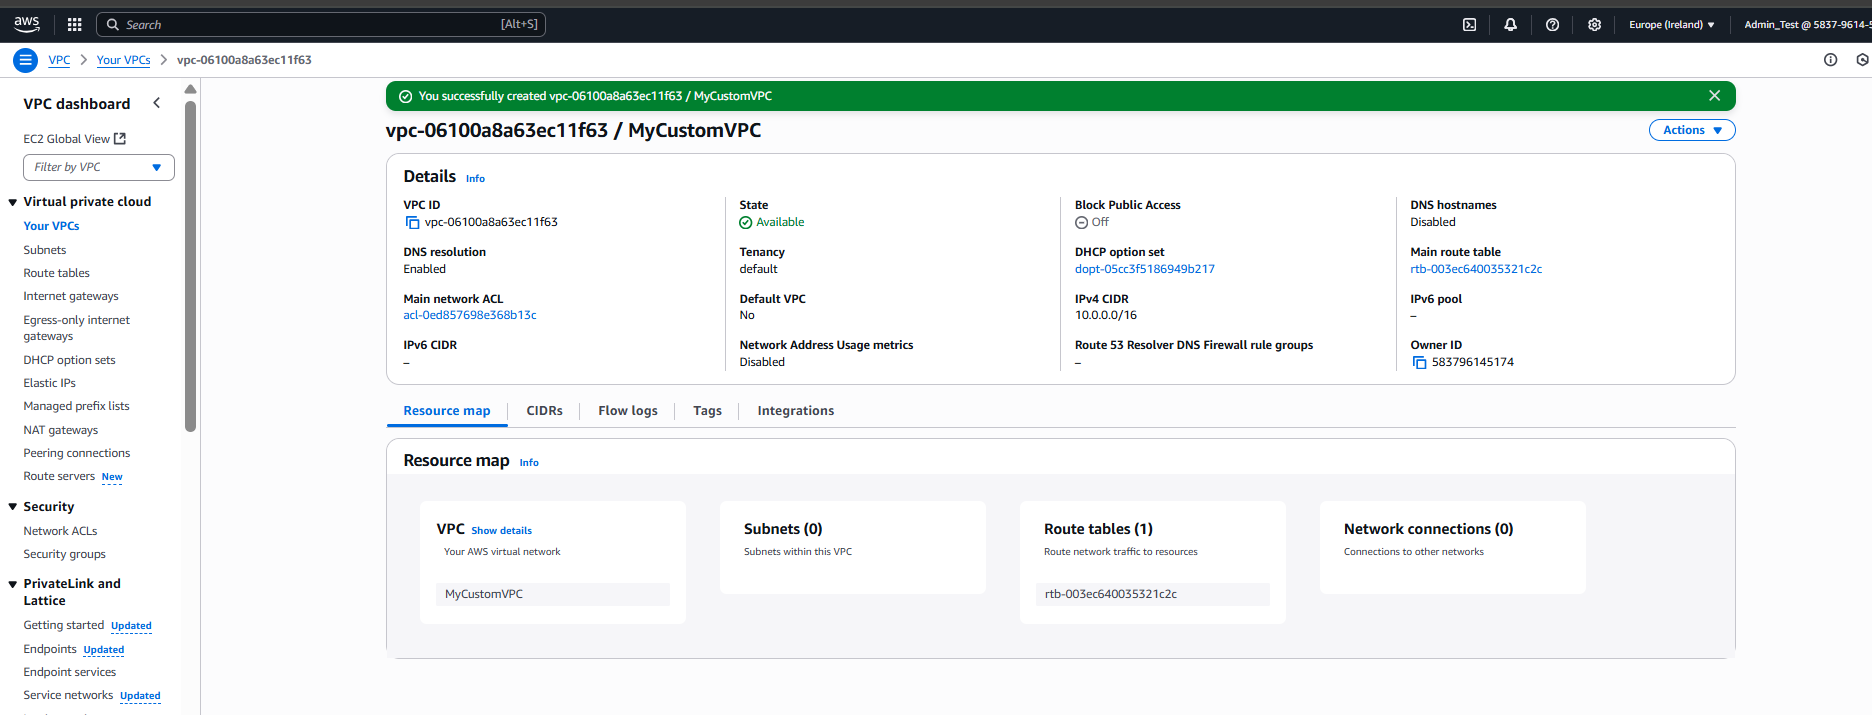 aws
Search [Alt+S]
Europe (Ireland)
Admin_Test @ 5837-9614-5
VPC
Your VPCs
vpc-06100a8a63ec11f63
VPC dashboard
EC2 Global View
Filter by VPC
Virtual private cloud
Your VPCs
Subnets
Route tables
Internet gateways
Egress-only internet
gateways
DHCP option sets
Elastic IPs
Managed prefix lists
NAT gateways
Peering connections
Route servers New
Security
Network ACLs
Security groups
PrivateLink and
Lattice
Getting started Updated
Endpoints Updated
Endpoint services
Service networks Updated
You successfully created vpc-06100a8a63ec11f63 / MyCustomVPC
vpc-06100a8a63ec11f63 / MyCustomVPC
Actions
Details Info
VPC ID
vpc-06100a8a63ec11f63
State
Available
Block Public Access
Off
DNS hostnames
Disabled
DNS resolution
Enabled
Tenancy
default
DHCP option set
dopt-05cc3f5186949b217
Main route table
rtb-003ec640035321c2c
Main network ACL
acl-0ed857698e368b13c
Default VPC
No
IPv4 CIDR
10.0.0.0/16
IPv6 pool
–
IPv6 CIDR
–
Network Address Usage metrics
Disabled
Route 53 Resolver DNS Firewall rule groups
–
Owner ID
583796145174
Resource map
CIDRs
Flow logs
Tags
Integrations
Resource map Info
VPC Show details
Your AWS virtual network
MyCustomVPC
Subnets (0)
Subnets within this VPC
Route tables (1)
Route network traffic to resources
rtb-003ec640035321c2c
Network connections (0)
Connections to other networks